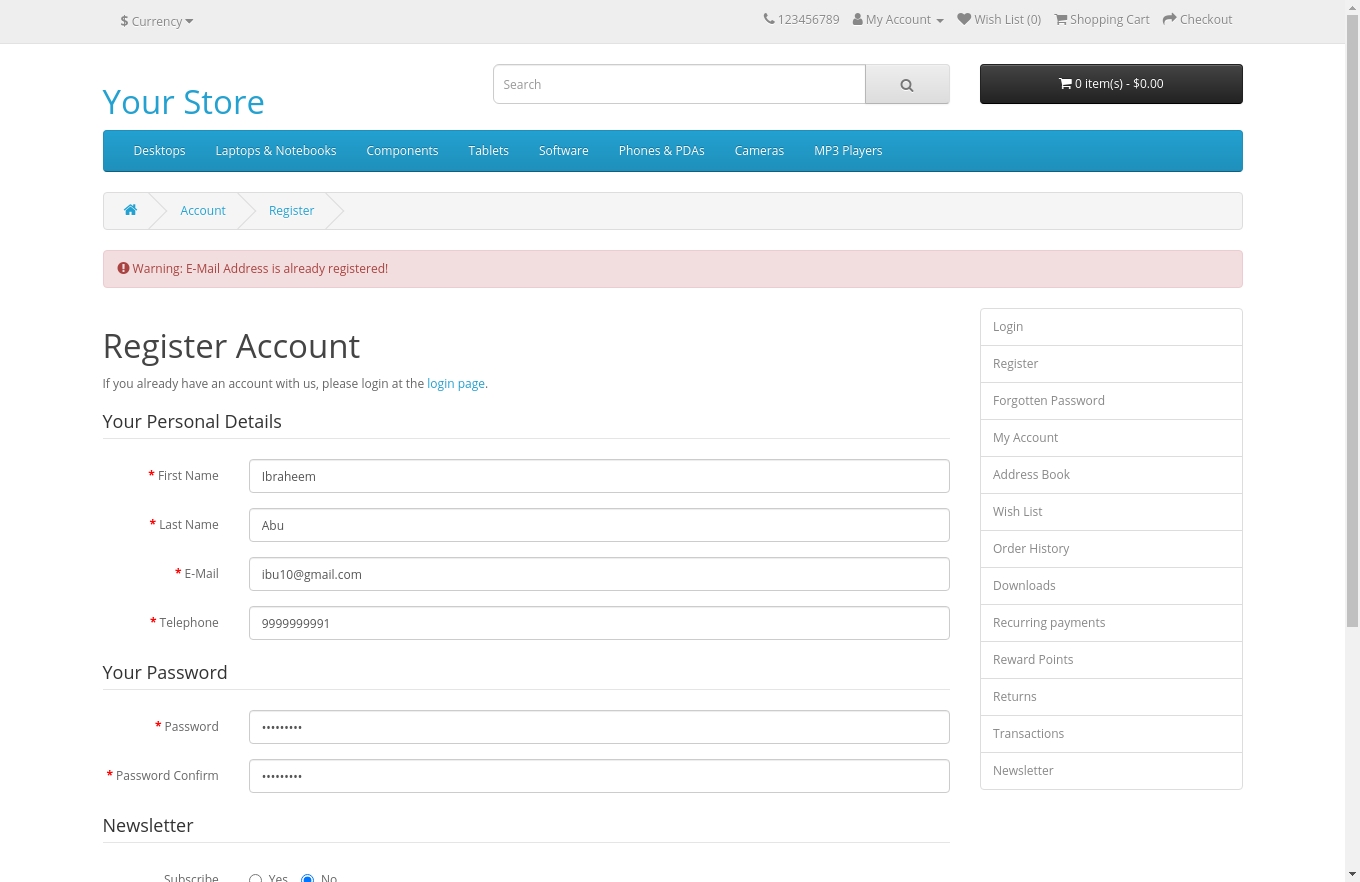 $ Currency
123456789 My Account Wish List (0) Shopping Cart Checkout
Your Store
Search
0 item(s) - $0.00
Desktops Laptops & Notebooks Components Tablets Software Phones & PDAs Cameras MP3 Players
Account Register
Warning: E-Mail Address is already registered!
Register Account
If you already have an account with us, please login at the login page.
Your Personal Details
* First Name Ibraheem
* Last Name Abu
* E-Mail ibu10@gmail.com
* Telephone 9999999991
Your Password
* Password •••••••••
* Password Confirm •••••••••
Newsletter
Subscribe Yes No
Login
Register
Forgotten Password
My Account
Address Book
Wish List
Order History
Downloads
Recurring payments
Reward Points
Returns
Transactions
Newsletter